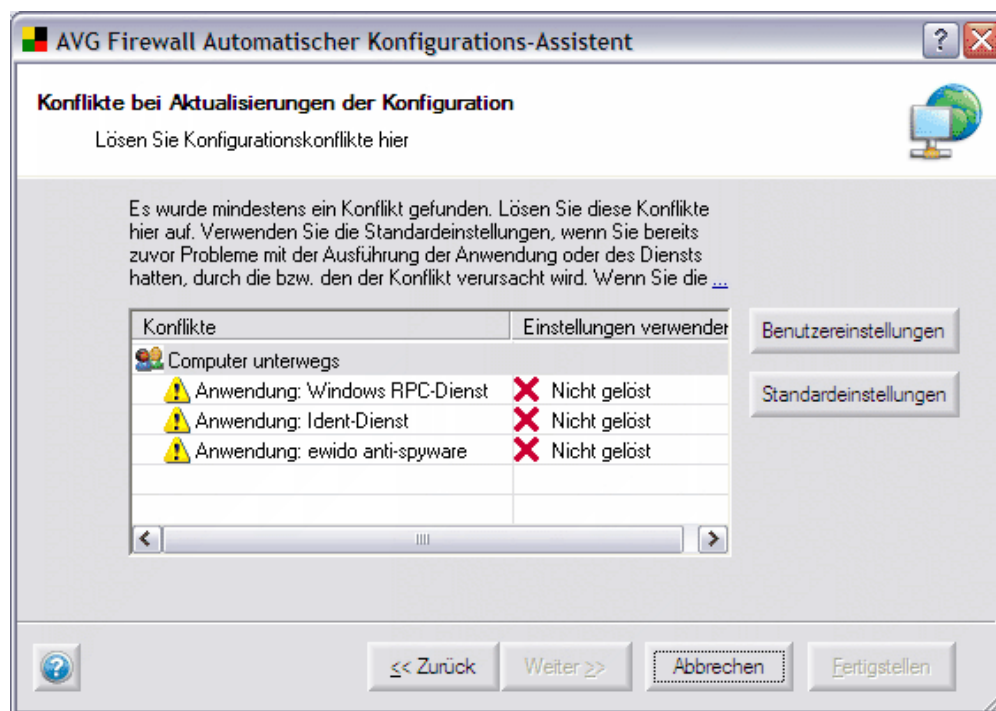 AVG Firewall Automatischer Konfigurations-Assistent
Konflikte bei Aktualisierungen der Konfiguration
Lösen Sie Konfigurationskonflikte hier
Es wurde mindestens ein Konflikt gefunden. Lösen Sie diese Konflikte
hier auf. Verwenden Sie die Standardeinstellungen, wenn Sie bereits
zuvor Probleme mit der Ausführung der Anwendung oder des Diensts
hatten, durch die bzw. den der Konflikt verursacht wird. Wenn Sie die ...
Konflikte Einstellungen verwender
Computer unterwegs
Anwendung: Windows RPC-Dienst Nicht gelöst
Anwendung: Ident-Dienst Nicht gelöst
Anwendung: ewido anti-spyware Nicht gelöst
Benutzereinstellungen
Standardeinstellungen
<< Zurück Weiter >> Abbrechen Fertigstellen